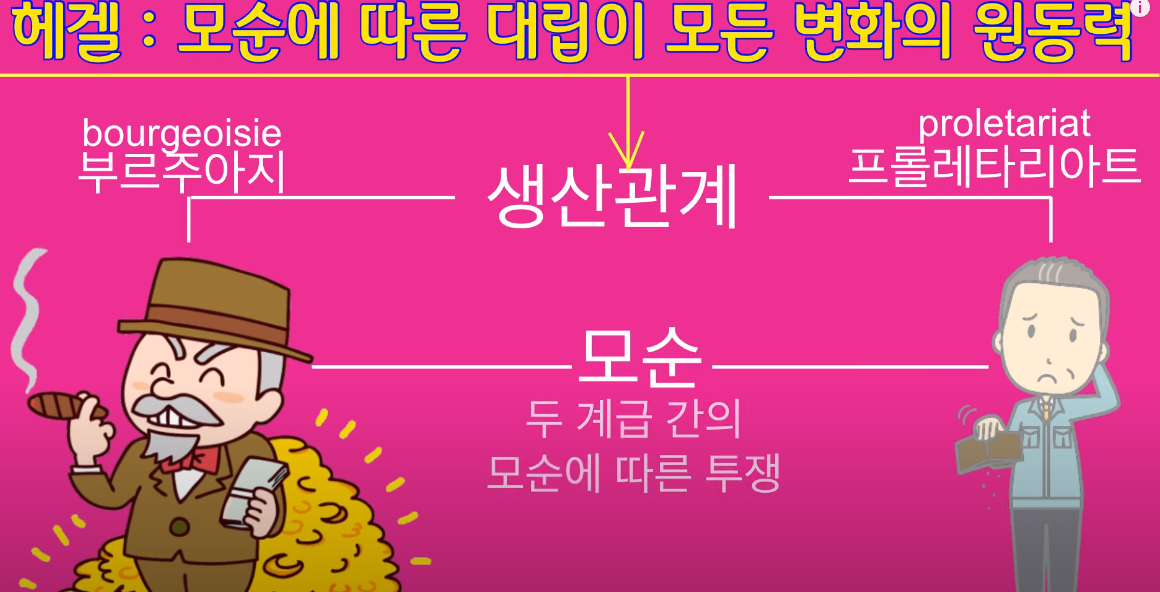 헤겔 : 모순에 따른 대립이 모든 변화의 원동력
bourgeoisie
부르주아지
proletariat
프롤레타리아트
생산관계
모순
두 계급 간의
모순에 따른 투쟁